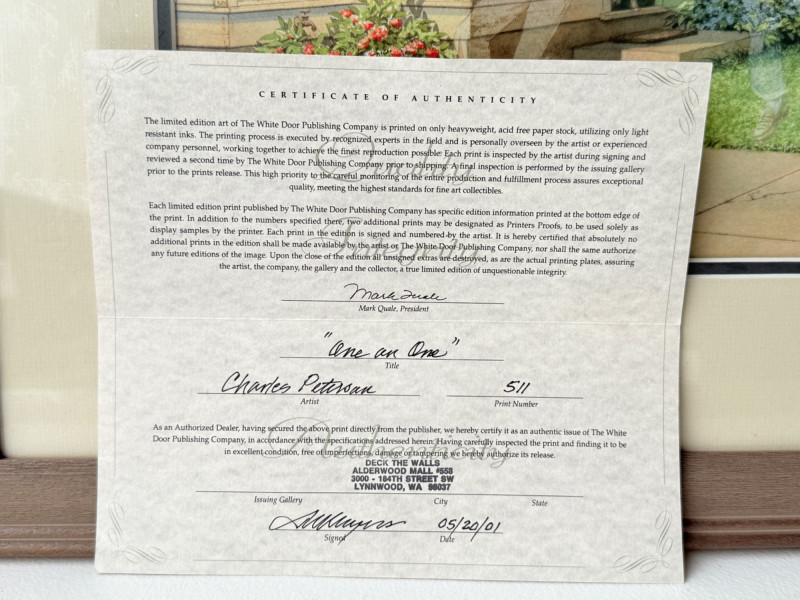 CERTIFICATE OF AUTHENTICITY
The limited edition art of The White Door Publishing Company is printed on only heavyweight, acid free paper stock, utilizing only light
resistant inks. The printing process is executed by recognized experts in the field and is personally overseen by the artist or experienced
company personnel, working together to achieve the finest reproduction possible. Each print is inspected by the artist during signing and
reviewed a second time by The White Door Publishing Company prior to shipping. A final inspection is performed by the issuing gallery
prior to the prints release. This high priority to the careful monitoring of the entire production and fulfillment process assures exceptional
quality, meeting the highest standards for fine art collectibles.
Quality
Each limited edition print published by The White Door Publishing Company has specific edition information printed at the bottom edge of
the print. In addition to the numbers specified there, two additional prints may be designated as Printers Proofs, to be used solely as
display samples by the printer. Each print in the edition is signed and numbered by the artist. It is hereby certified that absolutely no
additional prints in the edition shall be made available by the artist or The White Door Publishing Company, nor shall the same authorize
any future editions of the image. Upon the close of the edition all unsigned extras are destroyed, as are the actual printing plates, assuring
the artist, the company, the gallery and the collector, a true limited edition of unquestionable integrity.
Integrity
Mark Quale
Mark Quale, President
"One an One"
Title
Charles Peterson 511
Artist Print Number
As an Authorized Dealer, having secured the above print directly from the publisher, we hereby certify it as an authentic issue of The White
Door Publishing Company, in accordance with the specifications addressed herein. Having carefully inspected the print and finding it to be
in excellent condition, free of imperfections, damage or tampering we hereby authorize its release.
Authenticity
DECK THE WALLS
ALDERWOOD MALL #558
3000 - 184TH STREET SW
LYNNWOOD, WA 98037
Issuing Gallery City State
05/20/01
Signed Date